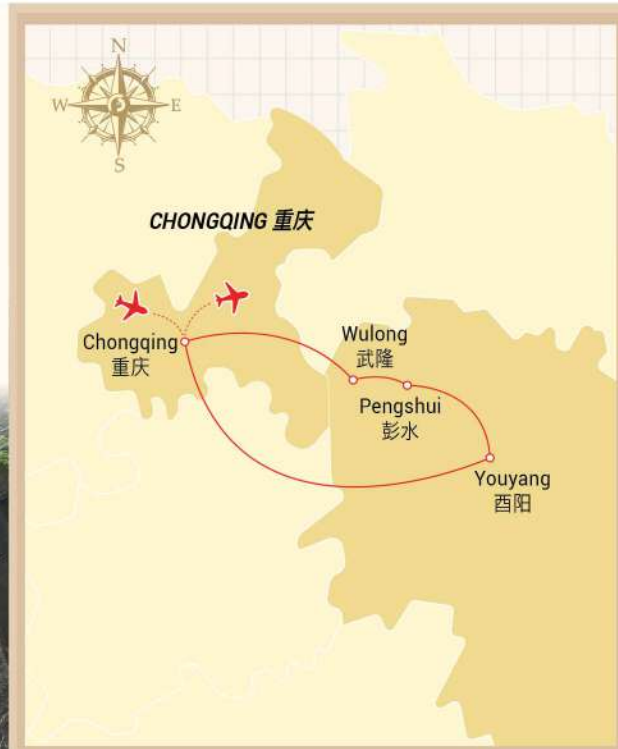 N
W E
S
CHONGQING 重庆
Chongqing
重庆
Wulong
武隆
Pengshui
彭水
Youyang
酉阳